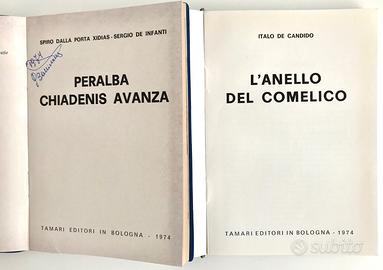 SPIRO DALLA PORTA XIDIAS - SERGIO DE INFANTI
1974
PERALBA
CHIADENIS AVANZA
TAMARI EDITORI IN BOLOGNA - 1974
ITALO DE CANDIDO
L'ANELLO
DEL COMELICO
TAMARI EDITORI IN BOLOGNA - 1974
subito